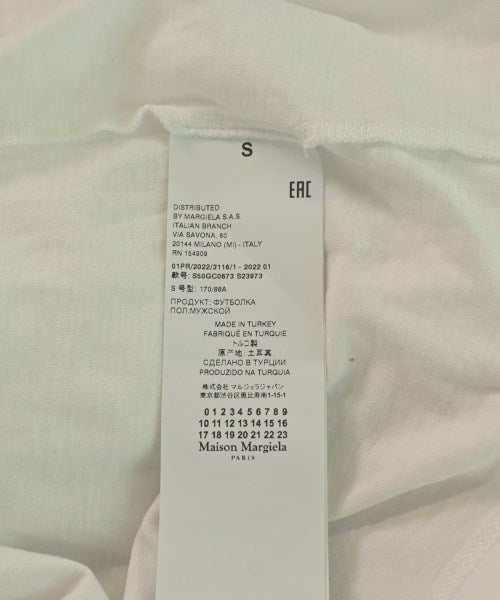 S
EAC
DISTRIBUTED
BY MARGIELA S.A.S.
ITALIAN BRANCH
VIA SAVONA, 60
20144 MILANO (MI) - ITALY
RN 154909
01PR/2022/3116/1 - 2022 01
款号: S50GC0673 S23973
S 号型: 170/88A
ПРОДУКТ: ФУТБОЛКА
ПОЛ:МУЖСКОЙ
MADE IN TURKEY
FABRIQUÉ EN TURQUIE
トルコ製
原产地: 土耳其
СДЕЛАНО В ТУРЦИИ
PRODUZIDO NA TURQUIA
株式会社 マルジェラジャパン
東京都渋谷区恵比寿南1-15-1
0 1 2 3 4 5 6 7 8 9
10 11 12 13 14 15 16
17 18 19 20 21 22 23
Maison Margiela
PARIS